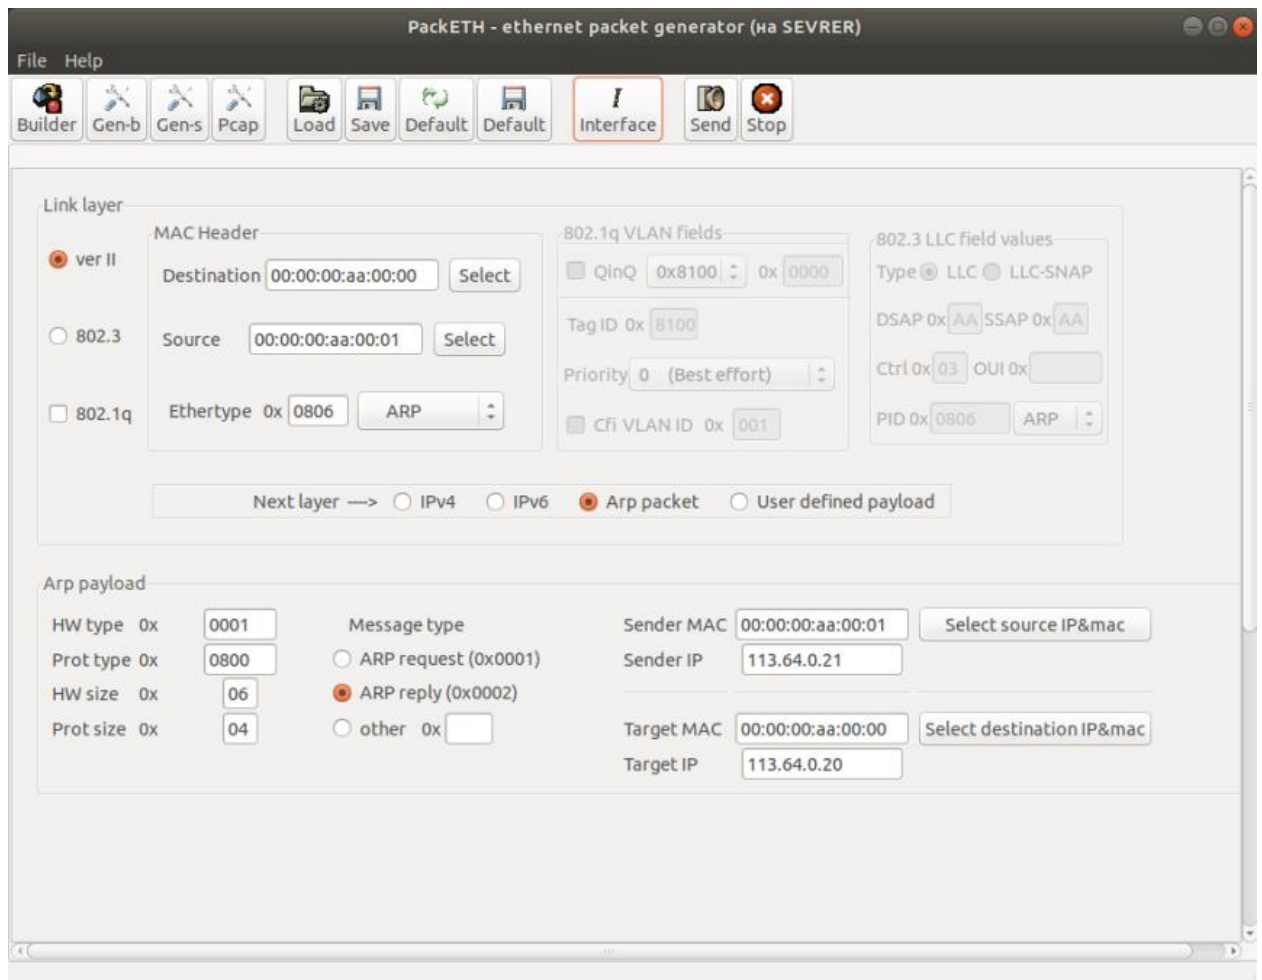 PackETH - ethernet packet generator (на SEVRER)
File Help
Builder Gen-b Gen-s Pcap Load Save Default Default Interface Send Stop
Link layer
ver II
802.3
802.1q
MAC Header
Destination 00:00:00:aa:00:00 Select
Source 00:00:00:aa:00:01 Select
Ethertype 0x 0806 ARP
802.1q VLAN fields
QinQ 0x8100 0x 0000
Tag ID 0x 8100
Priority 0 (Best effort)
Cfi VLAN ID 0x 001
802.3 LLC field values
Type LLC LLC-SNAP
DSAP 0x AA SSAP 0x AA
Ctrl 0x 03 OUI 0x
PID 0x 0806 ARP
Next layer ---> IPv4 IPv6 Arp packet User defined payload
Arp payload
HW type 0x 0001
Prot type 0x 0800
HW size 0x 06
Prot size 0x 04
Message type
ARP request (0x0001)
ARP reply (0x0002)
other 0x
Sender MAC 00:00:00:aa:00:01 Select source IP&mac
Sender IP 113.64.0.21
Target MAC 00:00:00:aa:00:00 Select destination IP&mac
Target IP 113.64.0.20